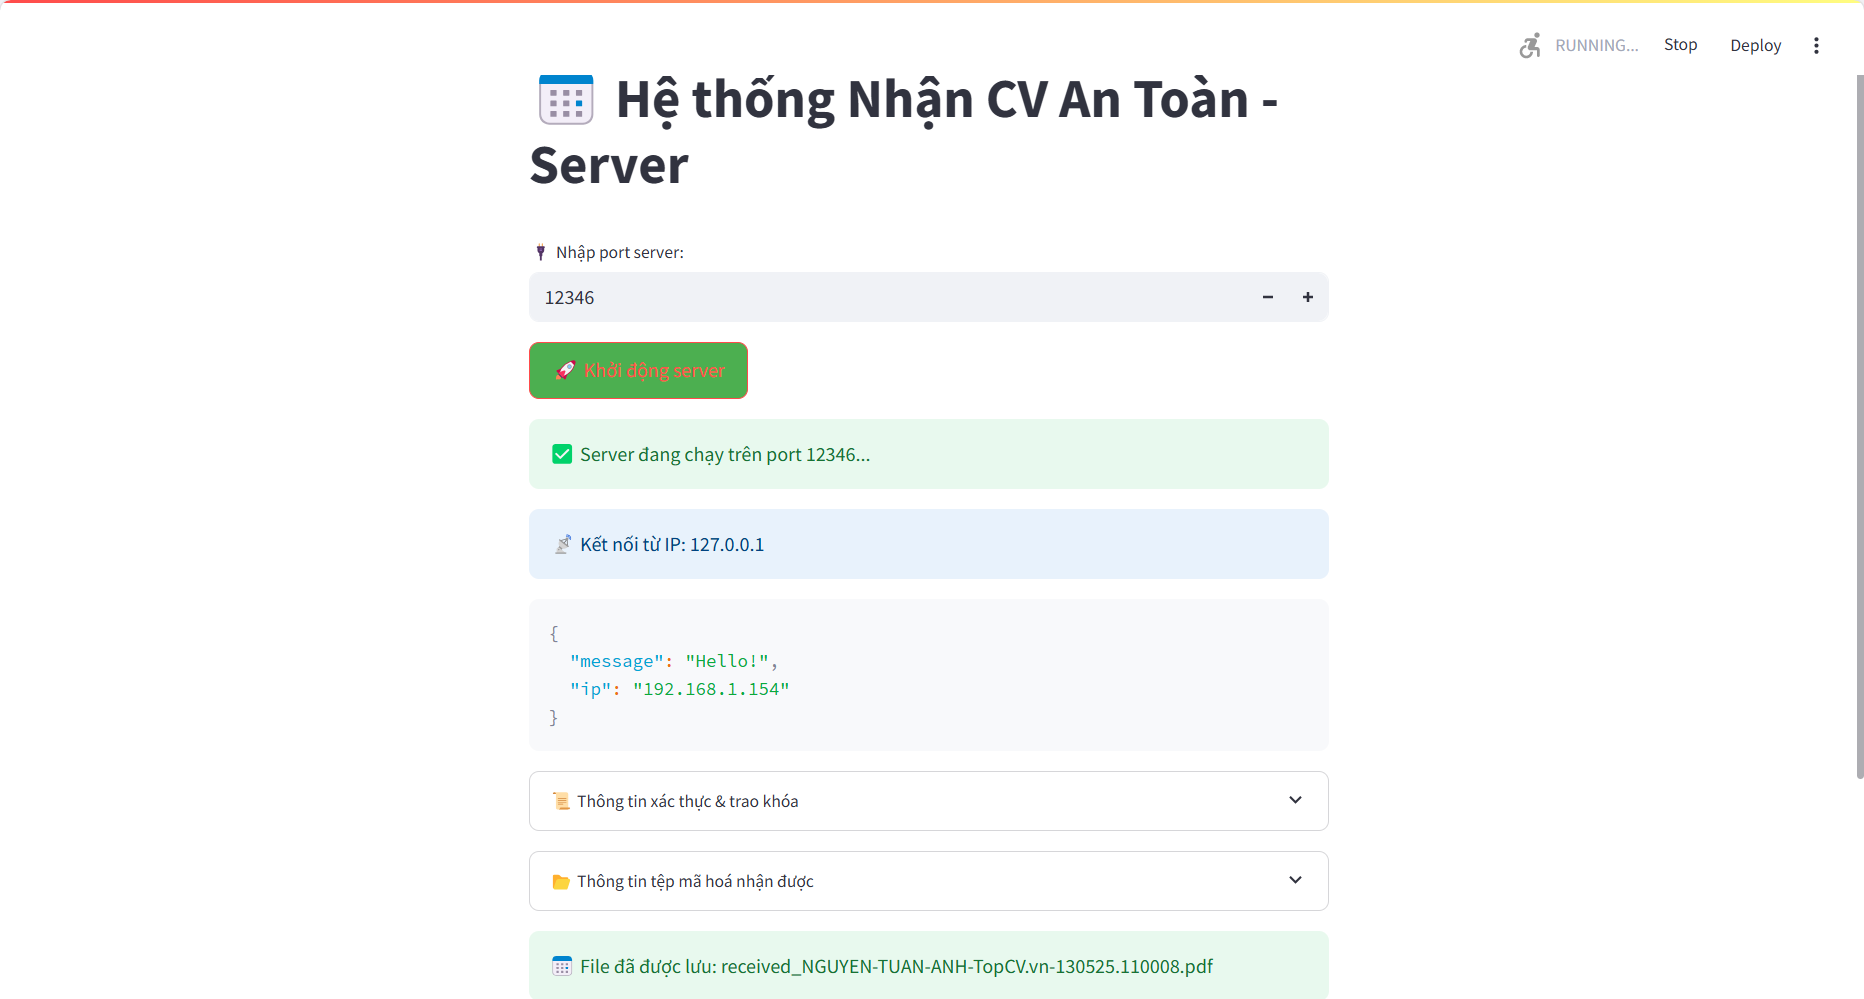 RUNNING...
Stop
Deploy
Hệ thống Nhận CV An Toàn -
Server
Nhập port server:
12346
Khởi động server
Server đang chạy trên port 12346...
Kết nối từ IP: 127.0.0.1
{
"message": "Hello!",
"ip": "192.168.1.154"
}
Thông tin xác thực & trao khóa
Thông tin tệp mã hoá nhận được
File đã được lưu: received_NGUYEN-TUAN-ANH-TopCV.vn-130525.110008.pdf